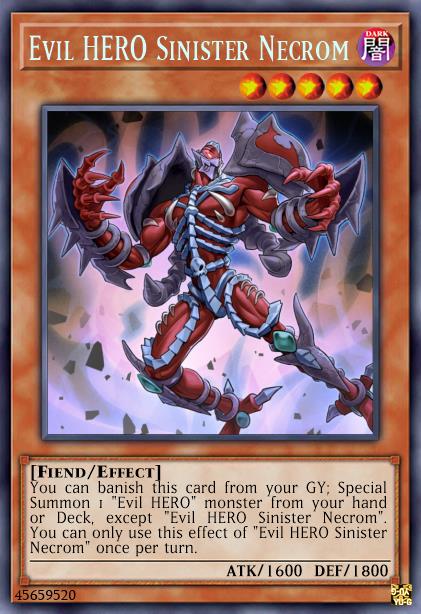 Evil HERO Sinister Necrom
DARK
闇
[Fiend/Effect]
You can banish this card from your GY; Special
Summon 1 "Evil HERO" monster from your hand
or Deck, except "Evil HERO Sinister Necrom".
You can only use this effect of "Evil HERO Sinister
Necrom" once per turn.
ATK/1600 DEF/1800
45659520